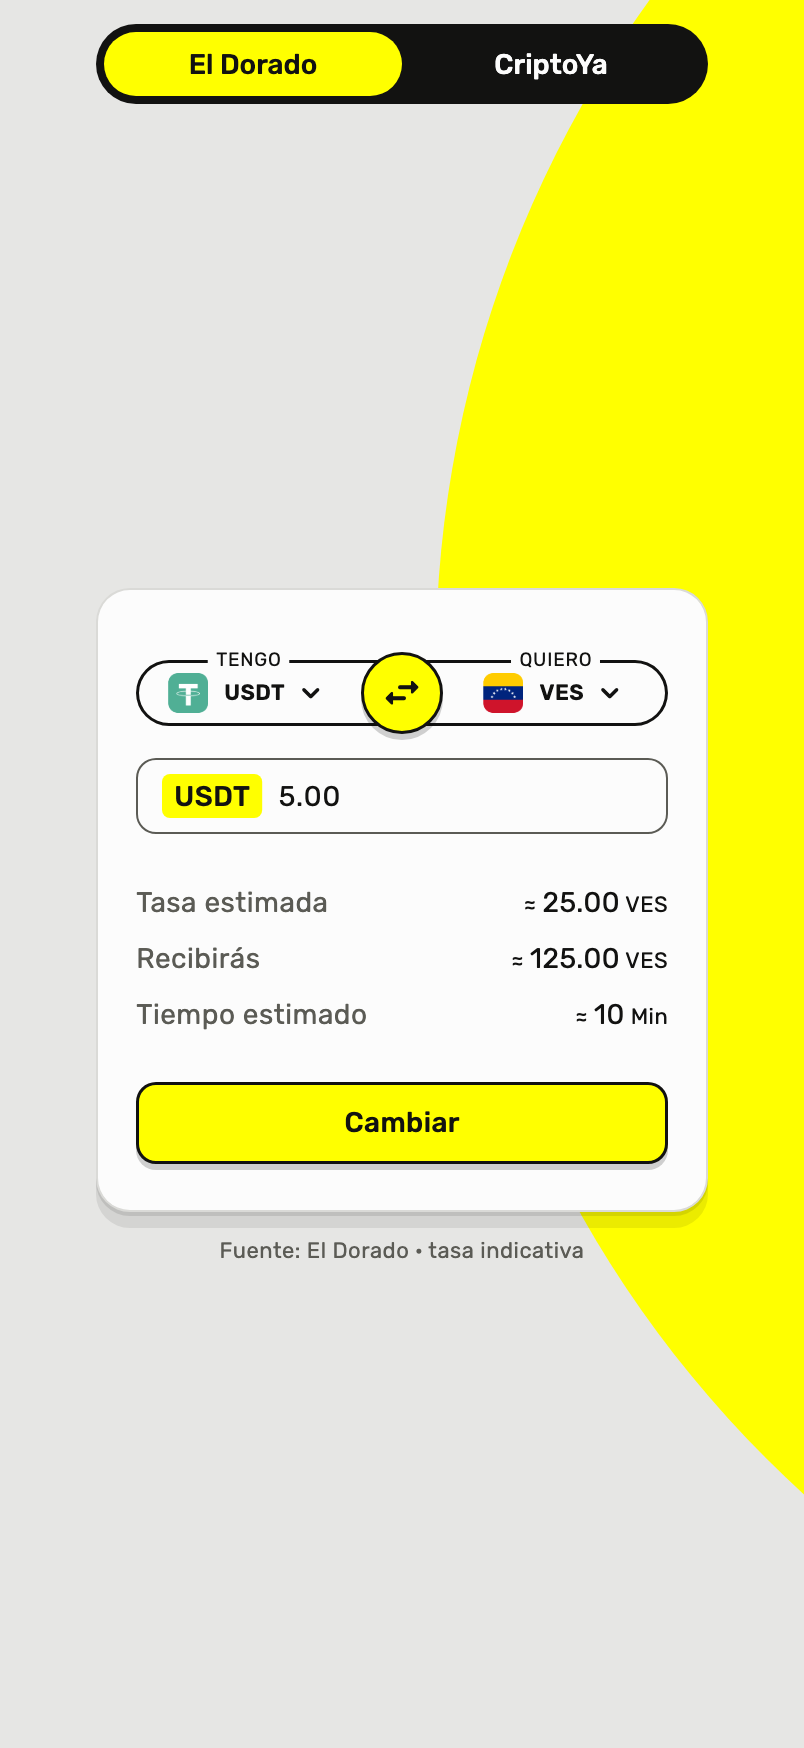 El Dorado CriptoYa
TENGO QUIERO
USDT VES
USDT 5.00
Tasa estimada ≈ 25.00 VES
Recibirás ≈ 125.00 VES
Tiempo estimado ≈ 10 Min
Cambiar
Fuente: El Dorado • tasa indicativa